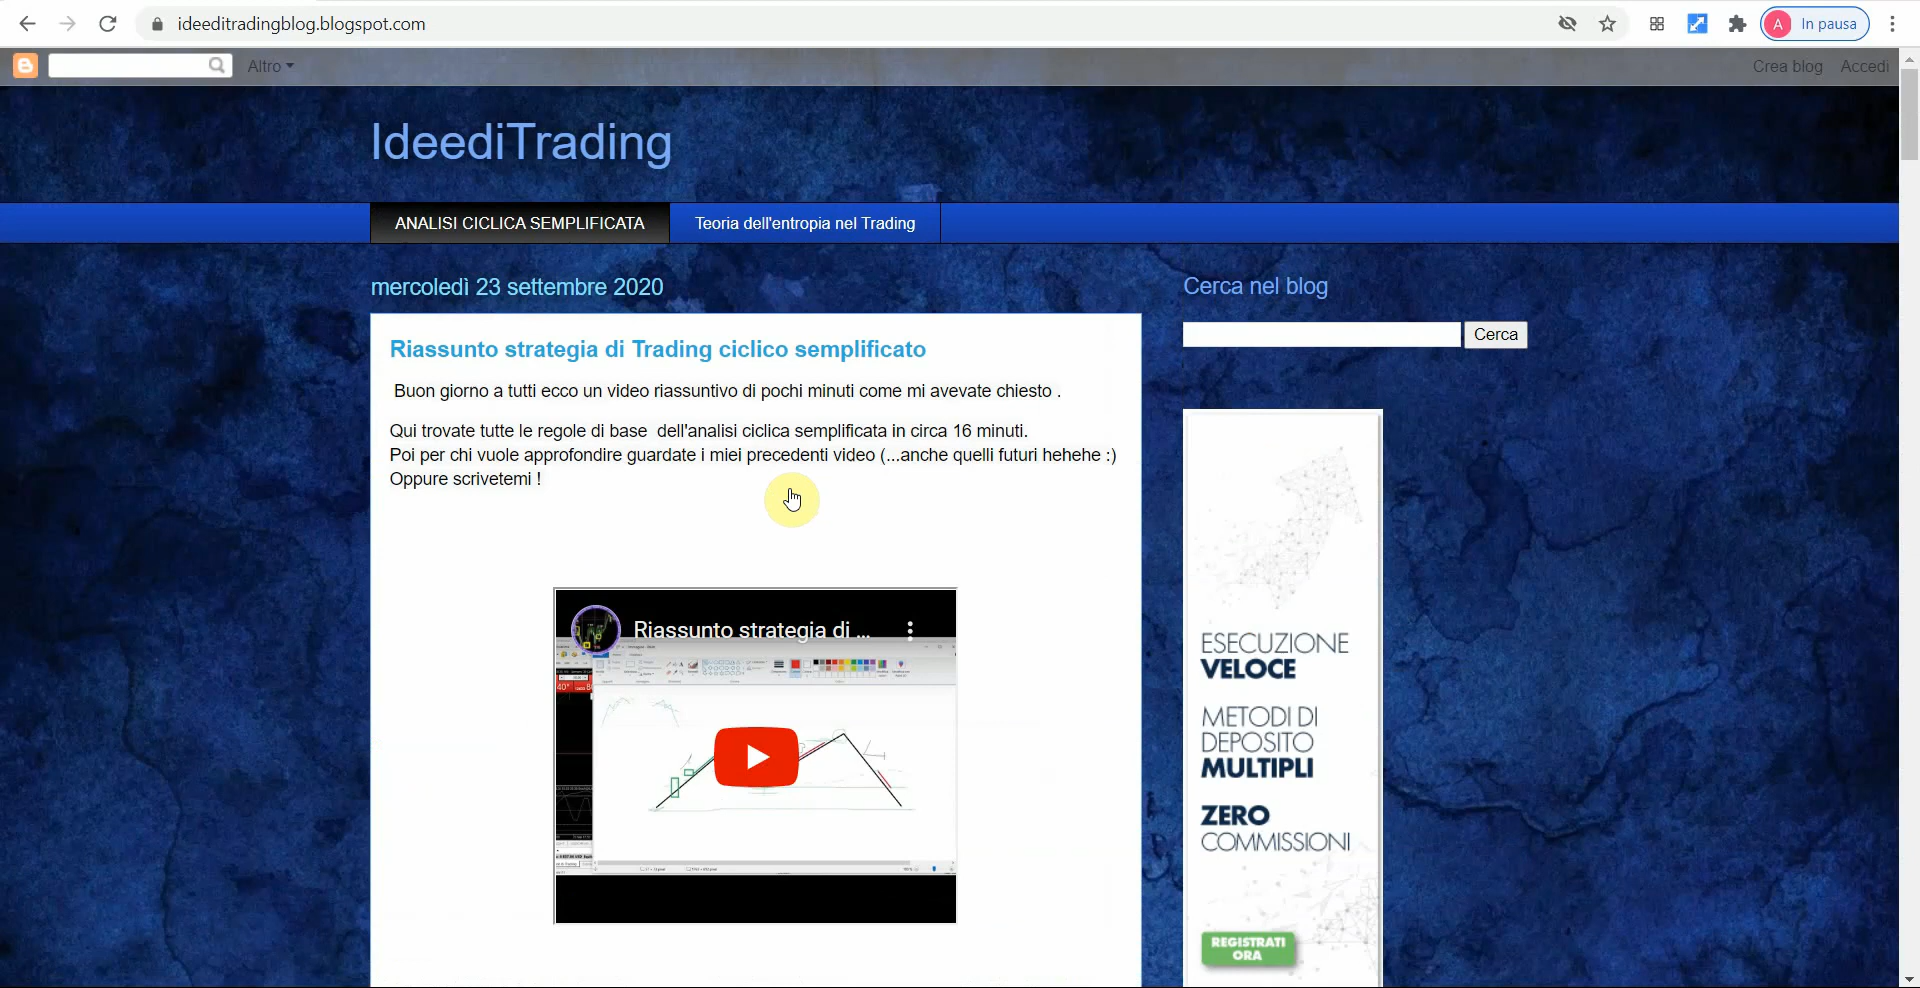 ideeditradingblog.blogspot.com
A In pausa
Altro
Crea blog Accedi
IdeediTrading
ANALISI CICLICA SEMPLIFICATA
Teoria dell'entropia nel Trading
mercoledì 23 settembre 2020
Riassunto strategia di Trading ciclico semplificato
Buon giorno a tutti ecco un video riassuntivo di pochi minuti come mi avevate chiesto .
Qui trovate tutte le regole di base dell'analisi ciclica semplificata in circa 16 minuti.
Poi per chi vuole approfondire guardate i miei precedenti video (...anche quelli futuri hehehe :)
Oppure scrivetemi !
Riassunto strategia di ...
Cerca nel blog
Cerca
ESECUZIONE
VELOCE
METODI DI
DEPOSITO
MULTIPLI
ZERO
COMMISSIONI
REGISTRATI
ORA